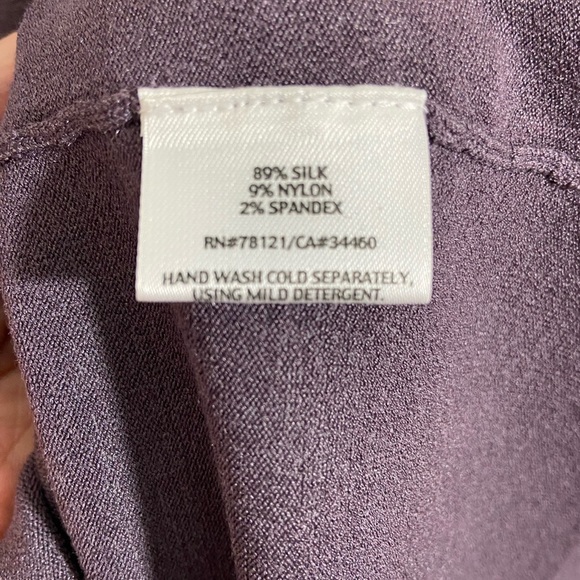 89% SILK
9% NYLON
2% SPANDEX
RN#78121/CA#34460
HAND WASH COLD SEPARATELY,
USING MILD DETERGENT.